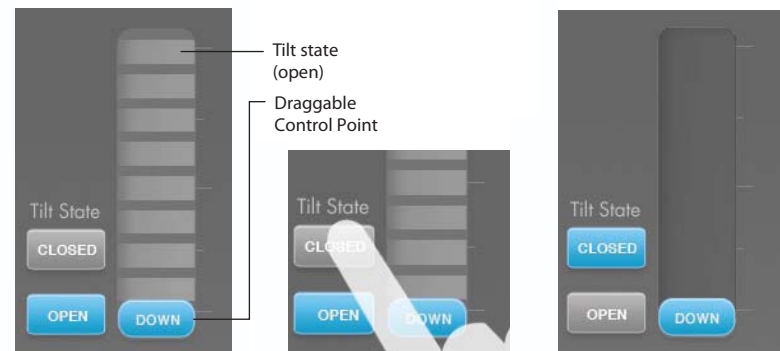 Tilt state
(open)
Draggable
Control Point
Tilt State
CLOSED
OPEN
DOWN
Tilt State
CLOSED
OPEN
DOWN
Tilt State
CLOSED
OPEN
DOWN